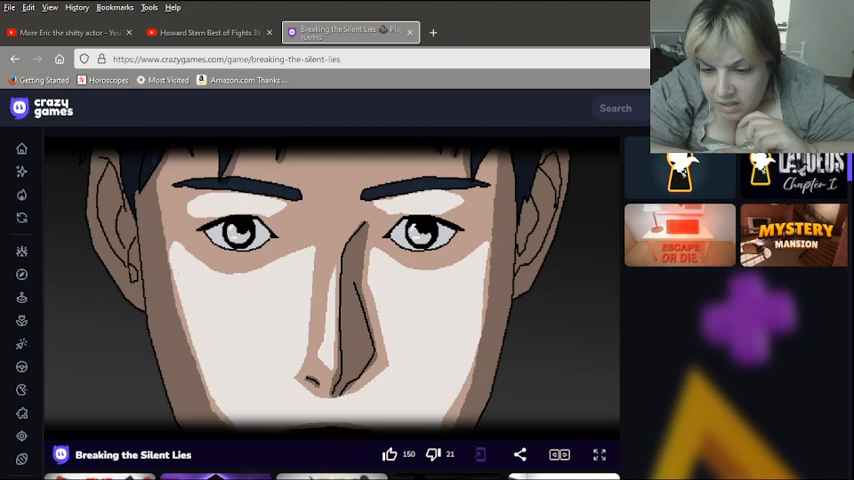 File Edit View History Bookmarks Tools Help
More Eric the shitty actor - You
Howard Stern Best of Fights
Breaking the Silent Lies
PLAYING
https://www.crazygames.com/game/breaking-the-silent-lies
Getting Started Horoscopes Most Visited Amazon.com Thanks ...
crazy
games
Search
LAQUEUS
Chapter I
ESCAPE
OR DIE
MYSTERY
MANSION
Breaking the Silent Lies
150 21